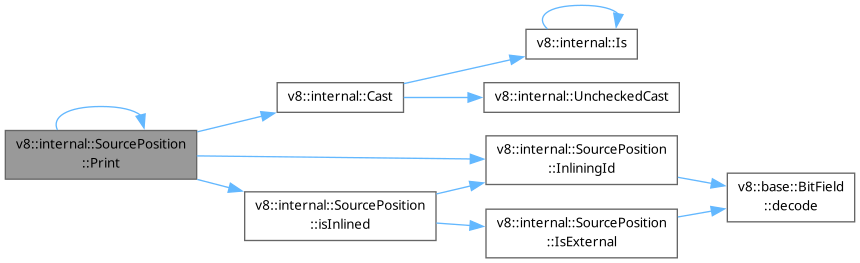 v8::internal::Is
v8::internal::Cast
v8::internal::UncheckedCast
v8::internal::SourcePosition
::Print
v8::internal::SourcePosition
::InliningId
v8::base::BitField
::decode
v8::internal::SourcePosition
::isInlined
v8::internal::SourcePosition
::IsExternal